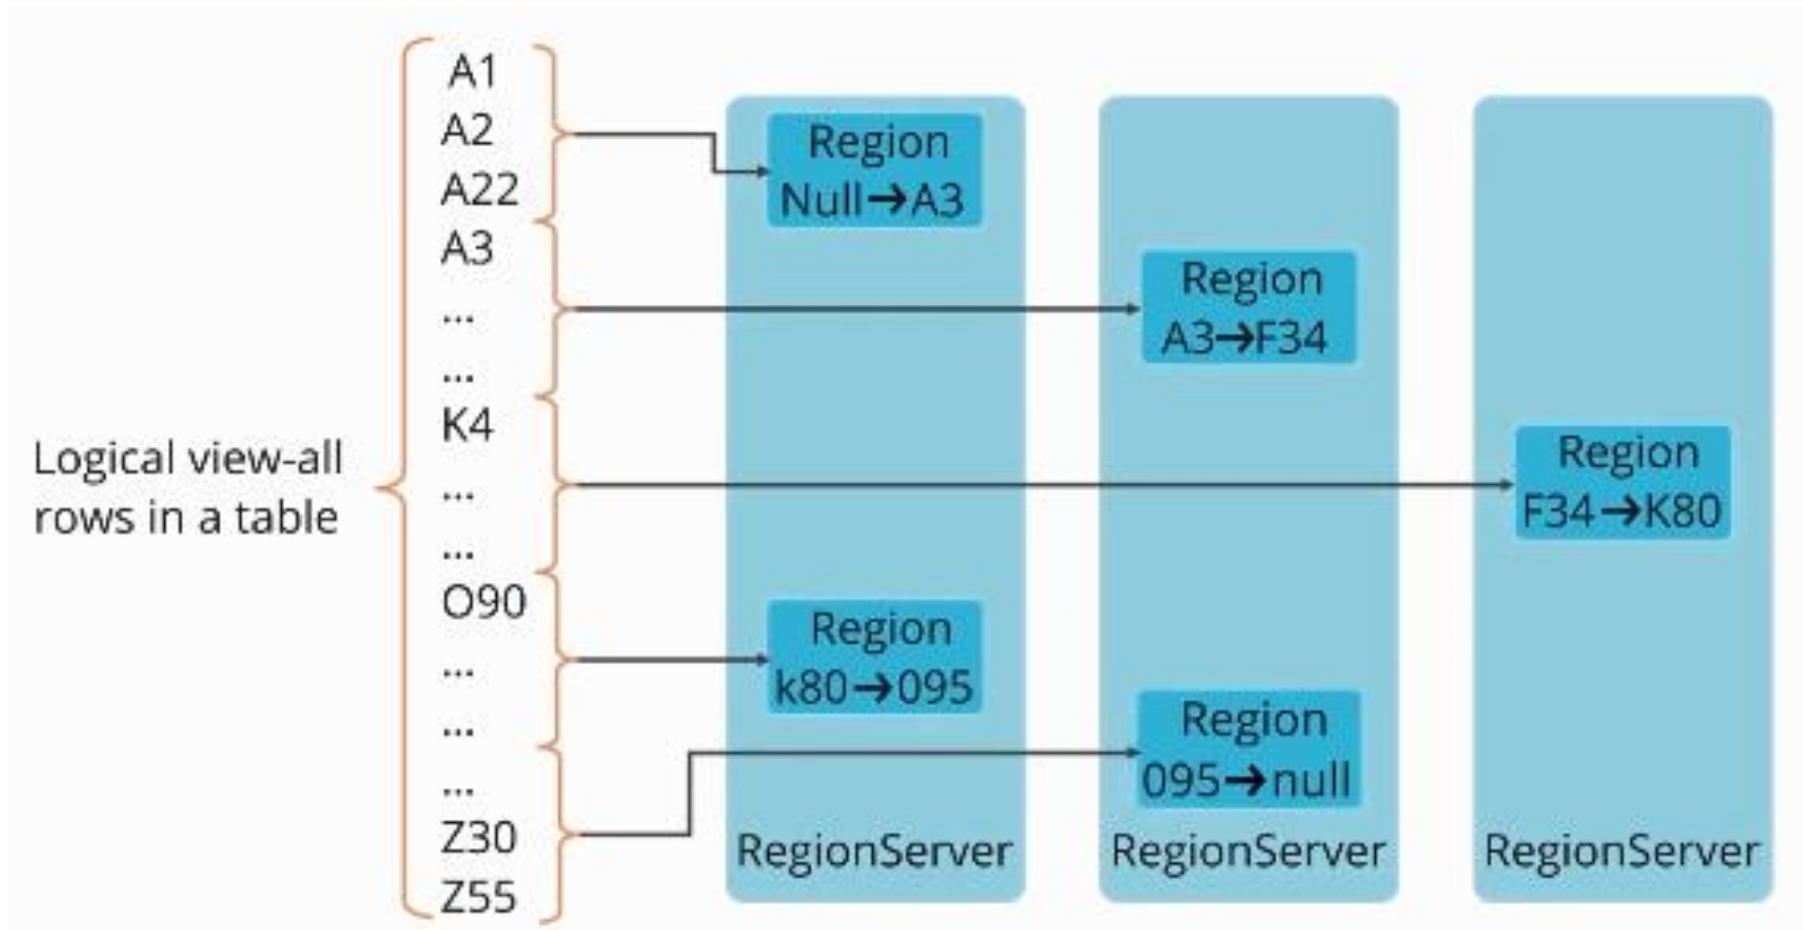 Logical view-all
rows in a table
A1
A2
A22
A3
...
...
K4
...
...
O90
...
...
...
Z30
Z55
Region
Null→A3
Region
k80→095
RegionServer
Region
A3→F34
Region
095→null
RegionServer
Region
F34→K80
RegionServer